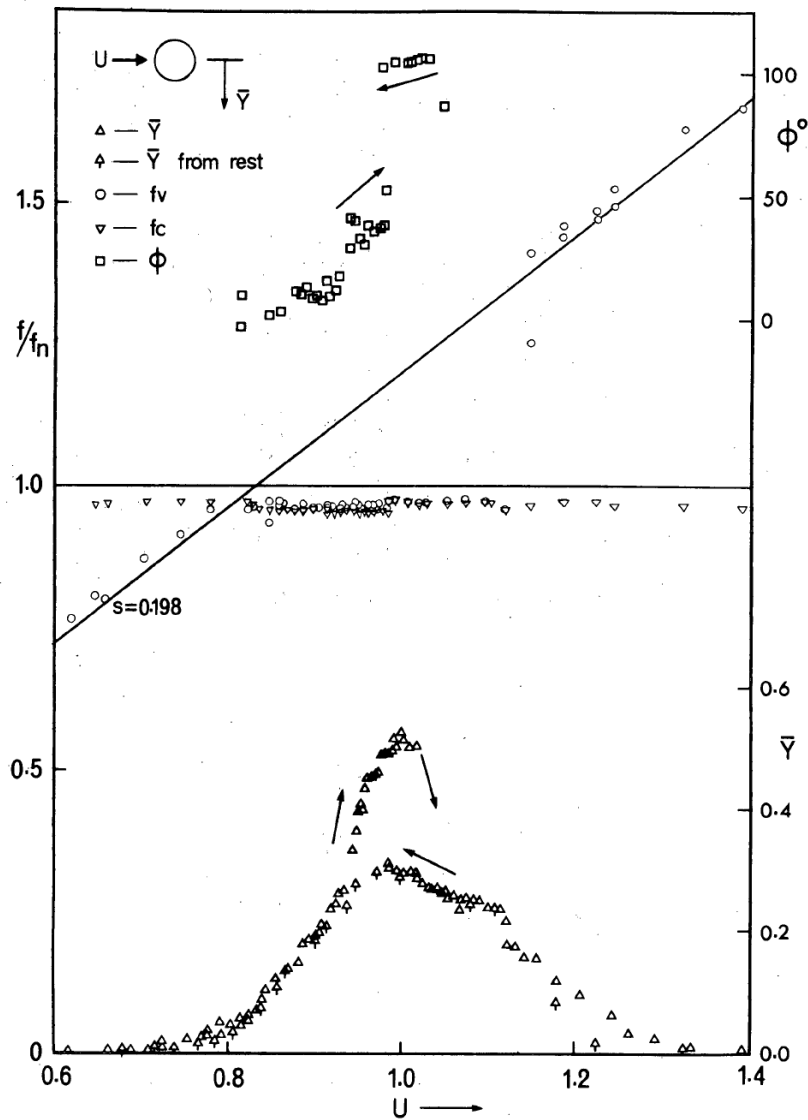 U
Ȳ
△ — Ȳ
Ȳ from rest
○ — fv
▽ — fc
□ — Φ
100
Φ°
50
0
1.5
f/fn
1.0
0.5
0
s=0.198
0.6
Ȳ
0.4
0.2
0.0
0.6
0.8
1.0
1.2
1.4
U